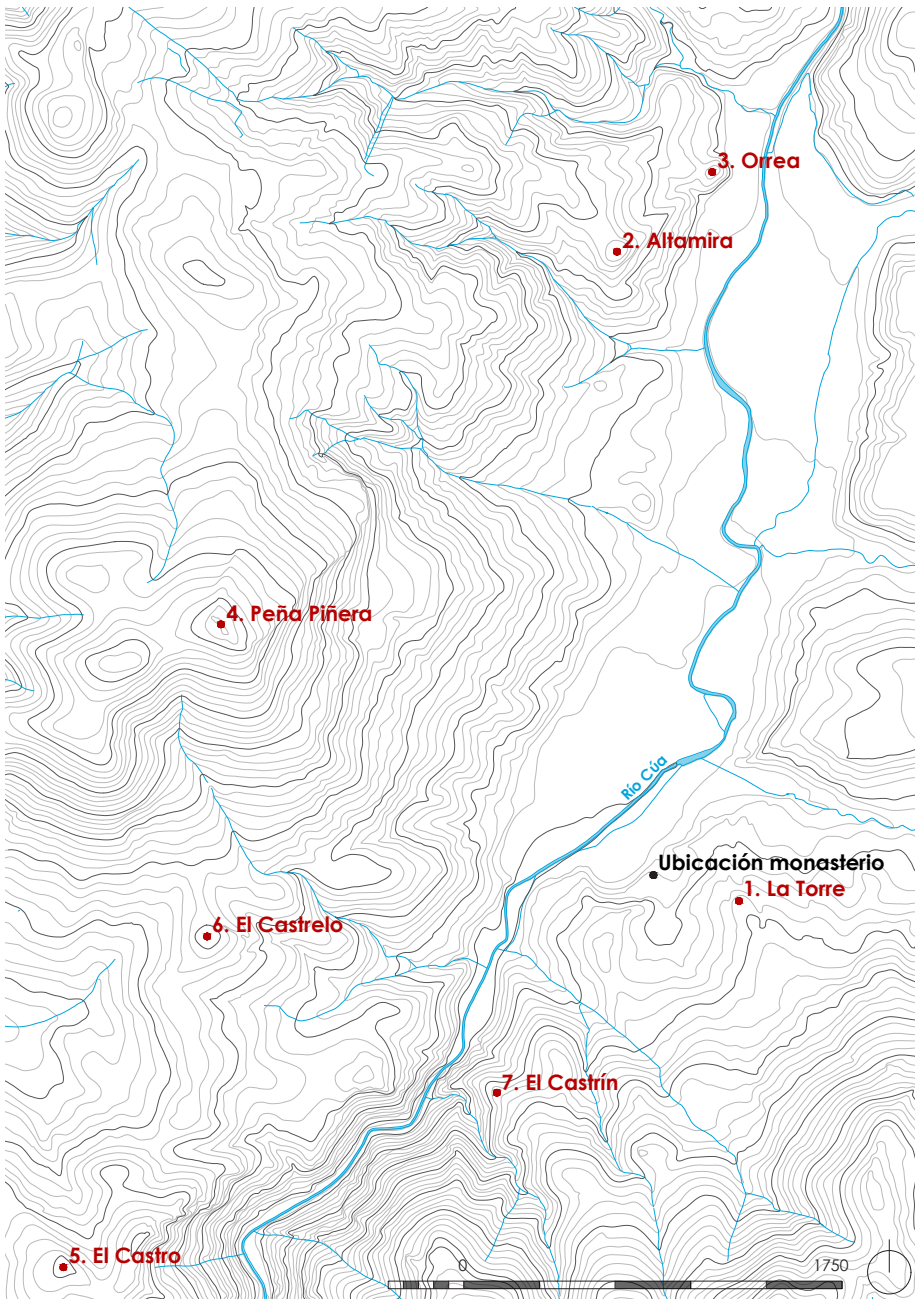 3. Orrea
2. Altamira
4. Peña Piñera
Río Cúa
Ubicación monasterio
1. La Torre
6. El Castrelo
7. El Castrín
5. El Castro
0
1750